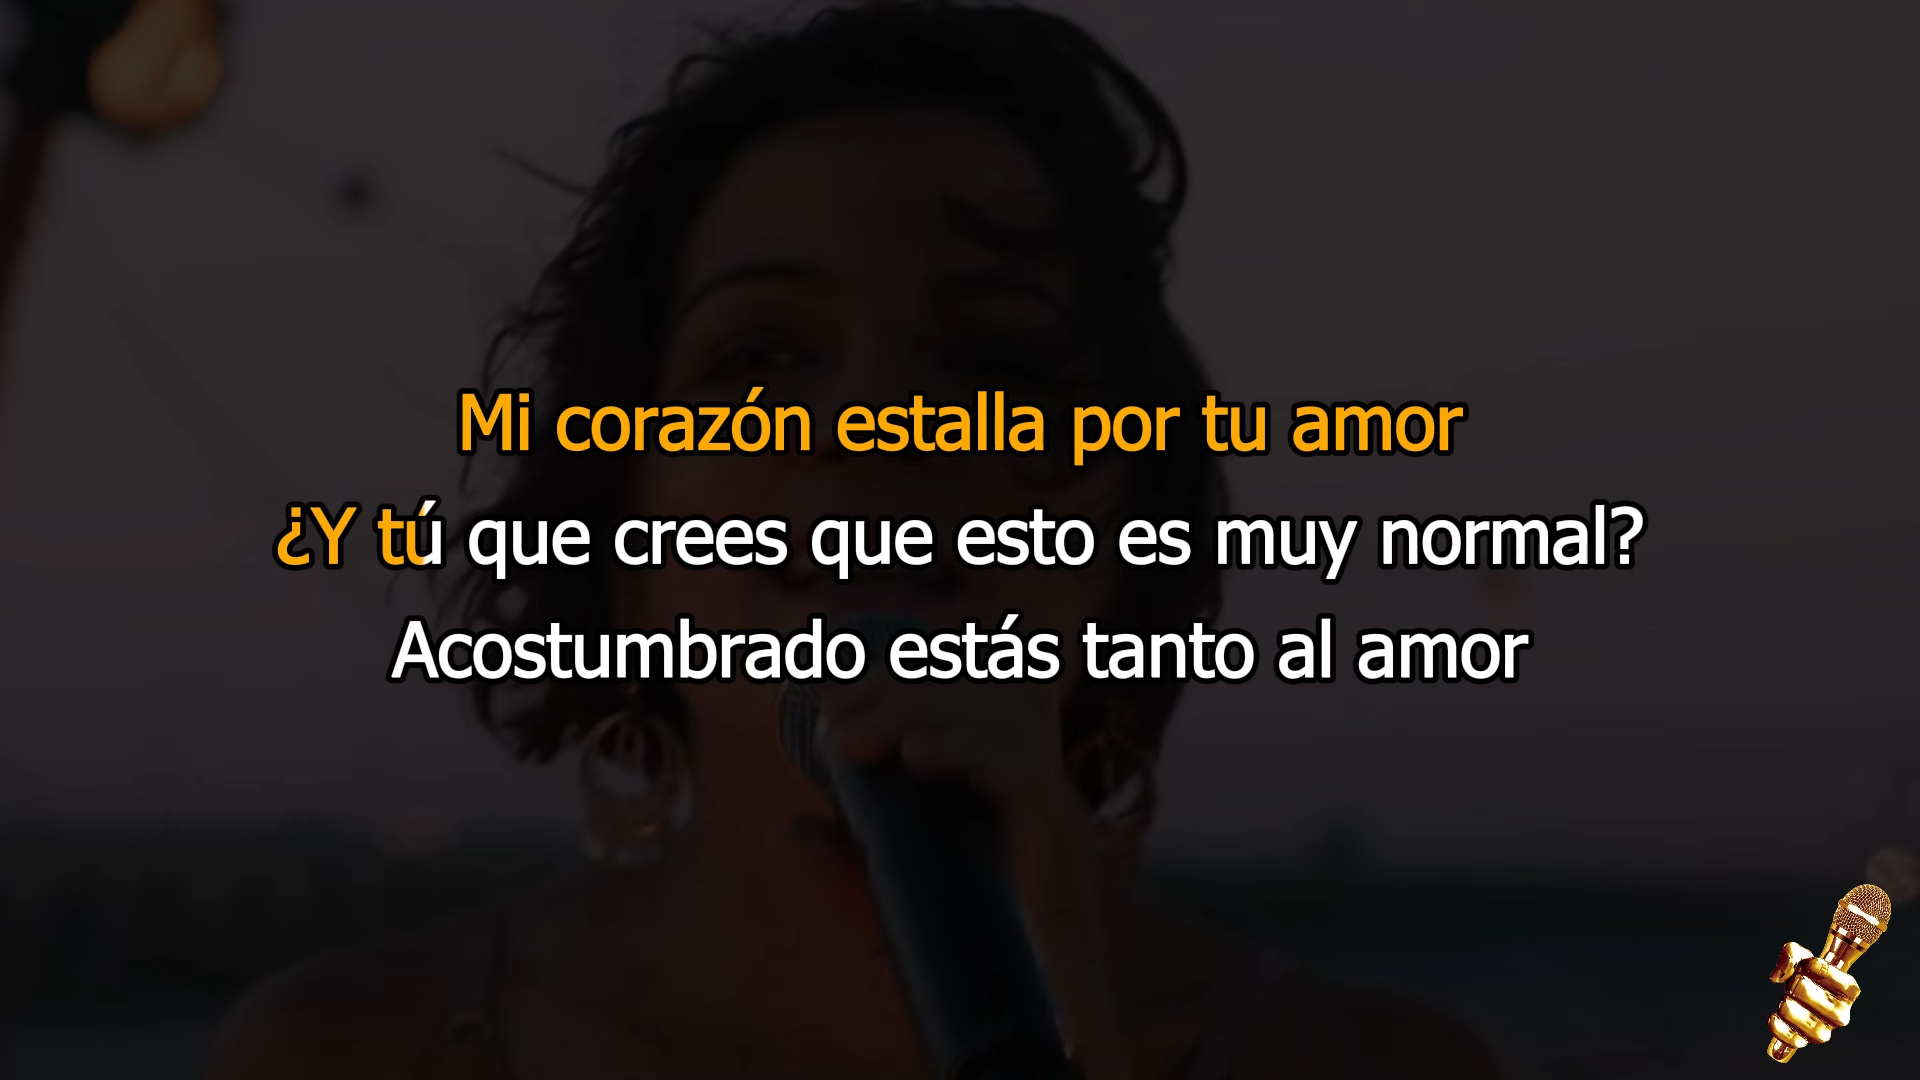 Mi corazón estalla por tu amor
¿Y tú que crees que esto es muy normal?
Acostumbrado estás tanto al amor